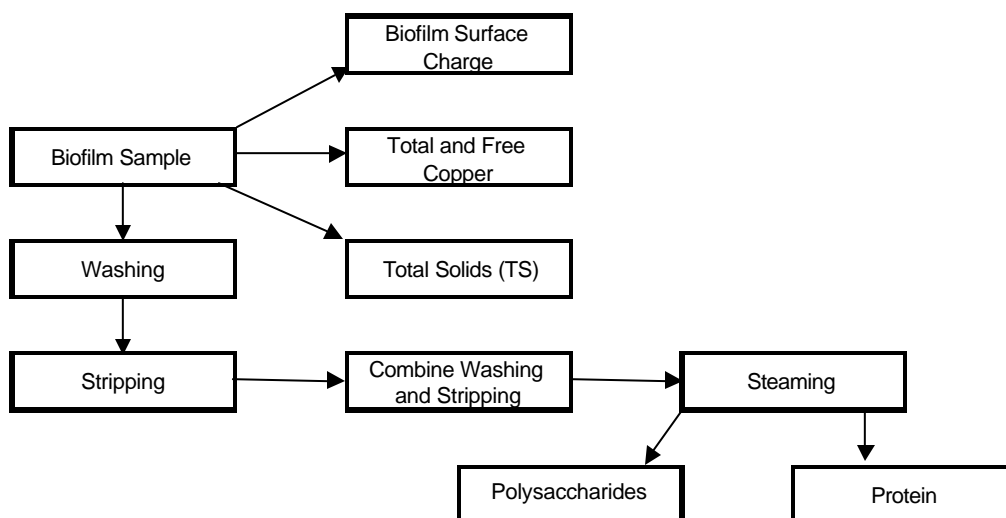 Biofilm Surface
Charge
Biofilm Sample
Total and Free
Copper
Washing
Total Solids (TS)
Stripping
Combine Washing
and Stripping
Steaming
Polysaccharides
Protein